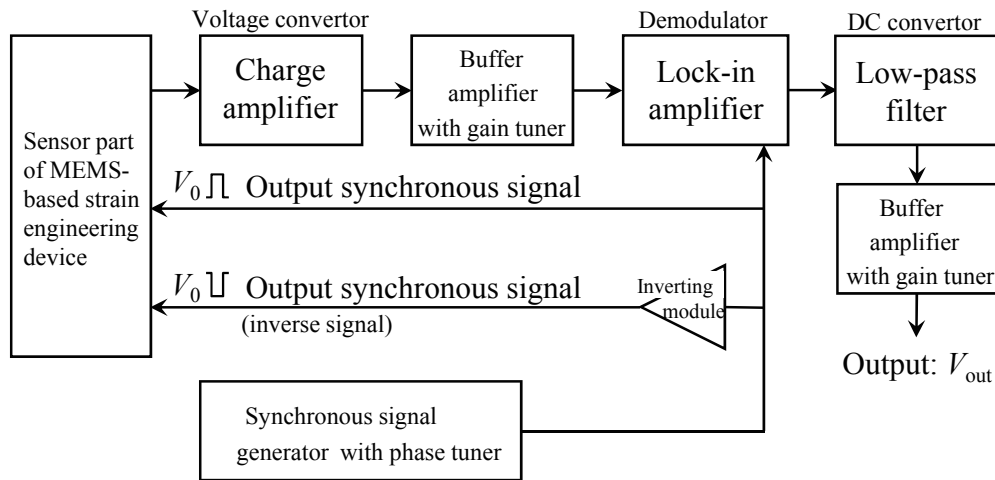 Voltage convertor
Demodulator
DC convertor
Charge
amplifier
Buffer
amplifier
with gain tuner
Lock-in
amplifier
Low-pass
filter
Sensor part
of MEMS-
based strain
engineering
device
V0 Output synchronous signal
V0 Output synchronous signal
(inverse signal)
Inverting
module
Buffer
amplifier
with gain tuner
Output: Vout
Synchronous signal
generator with phase tuner